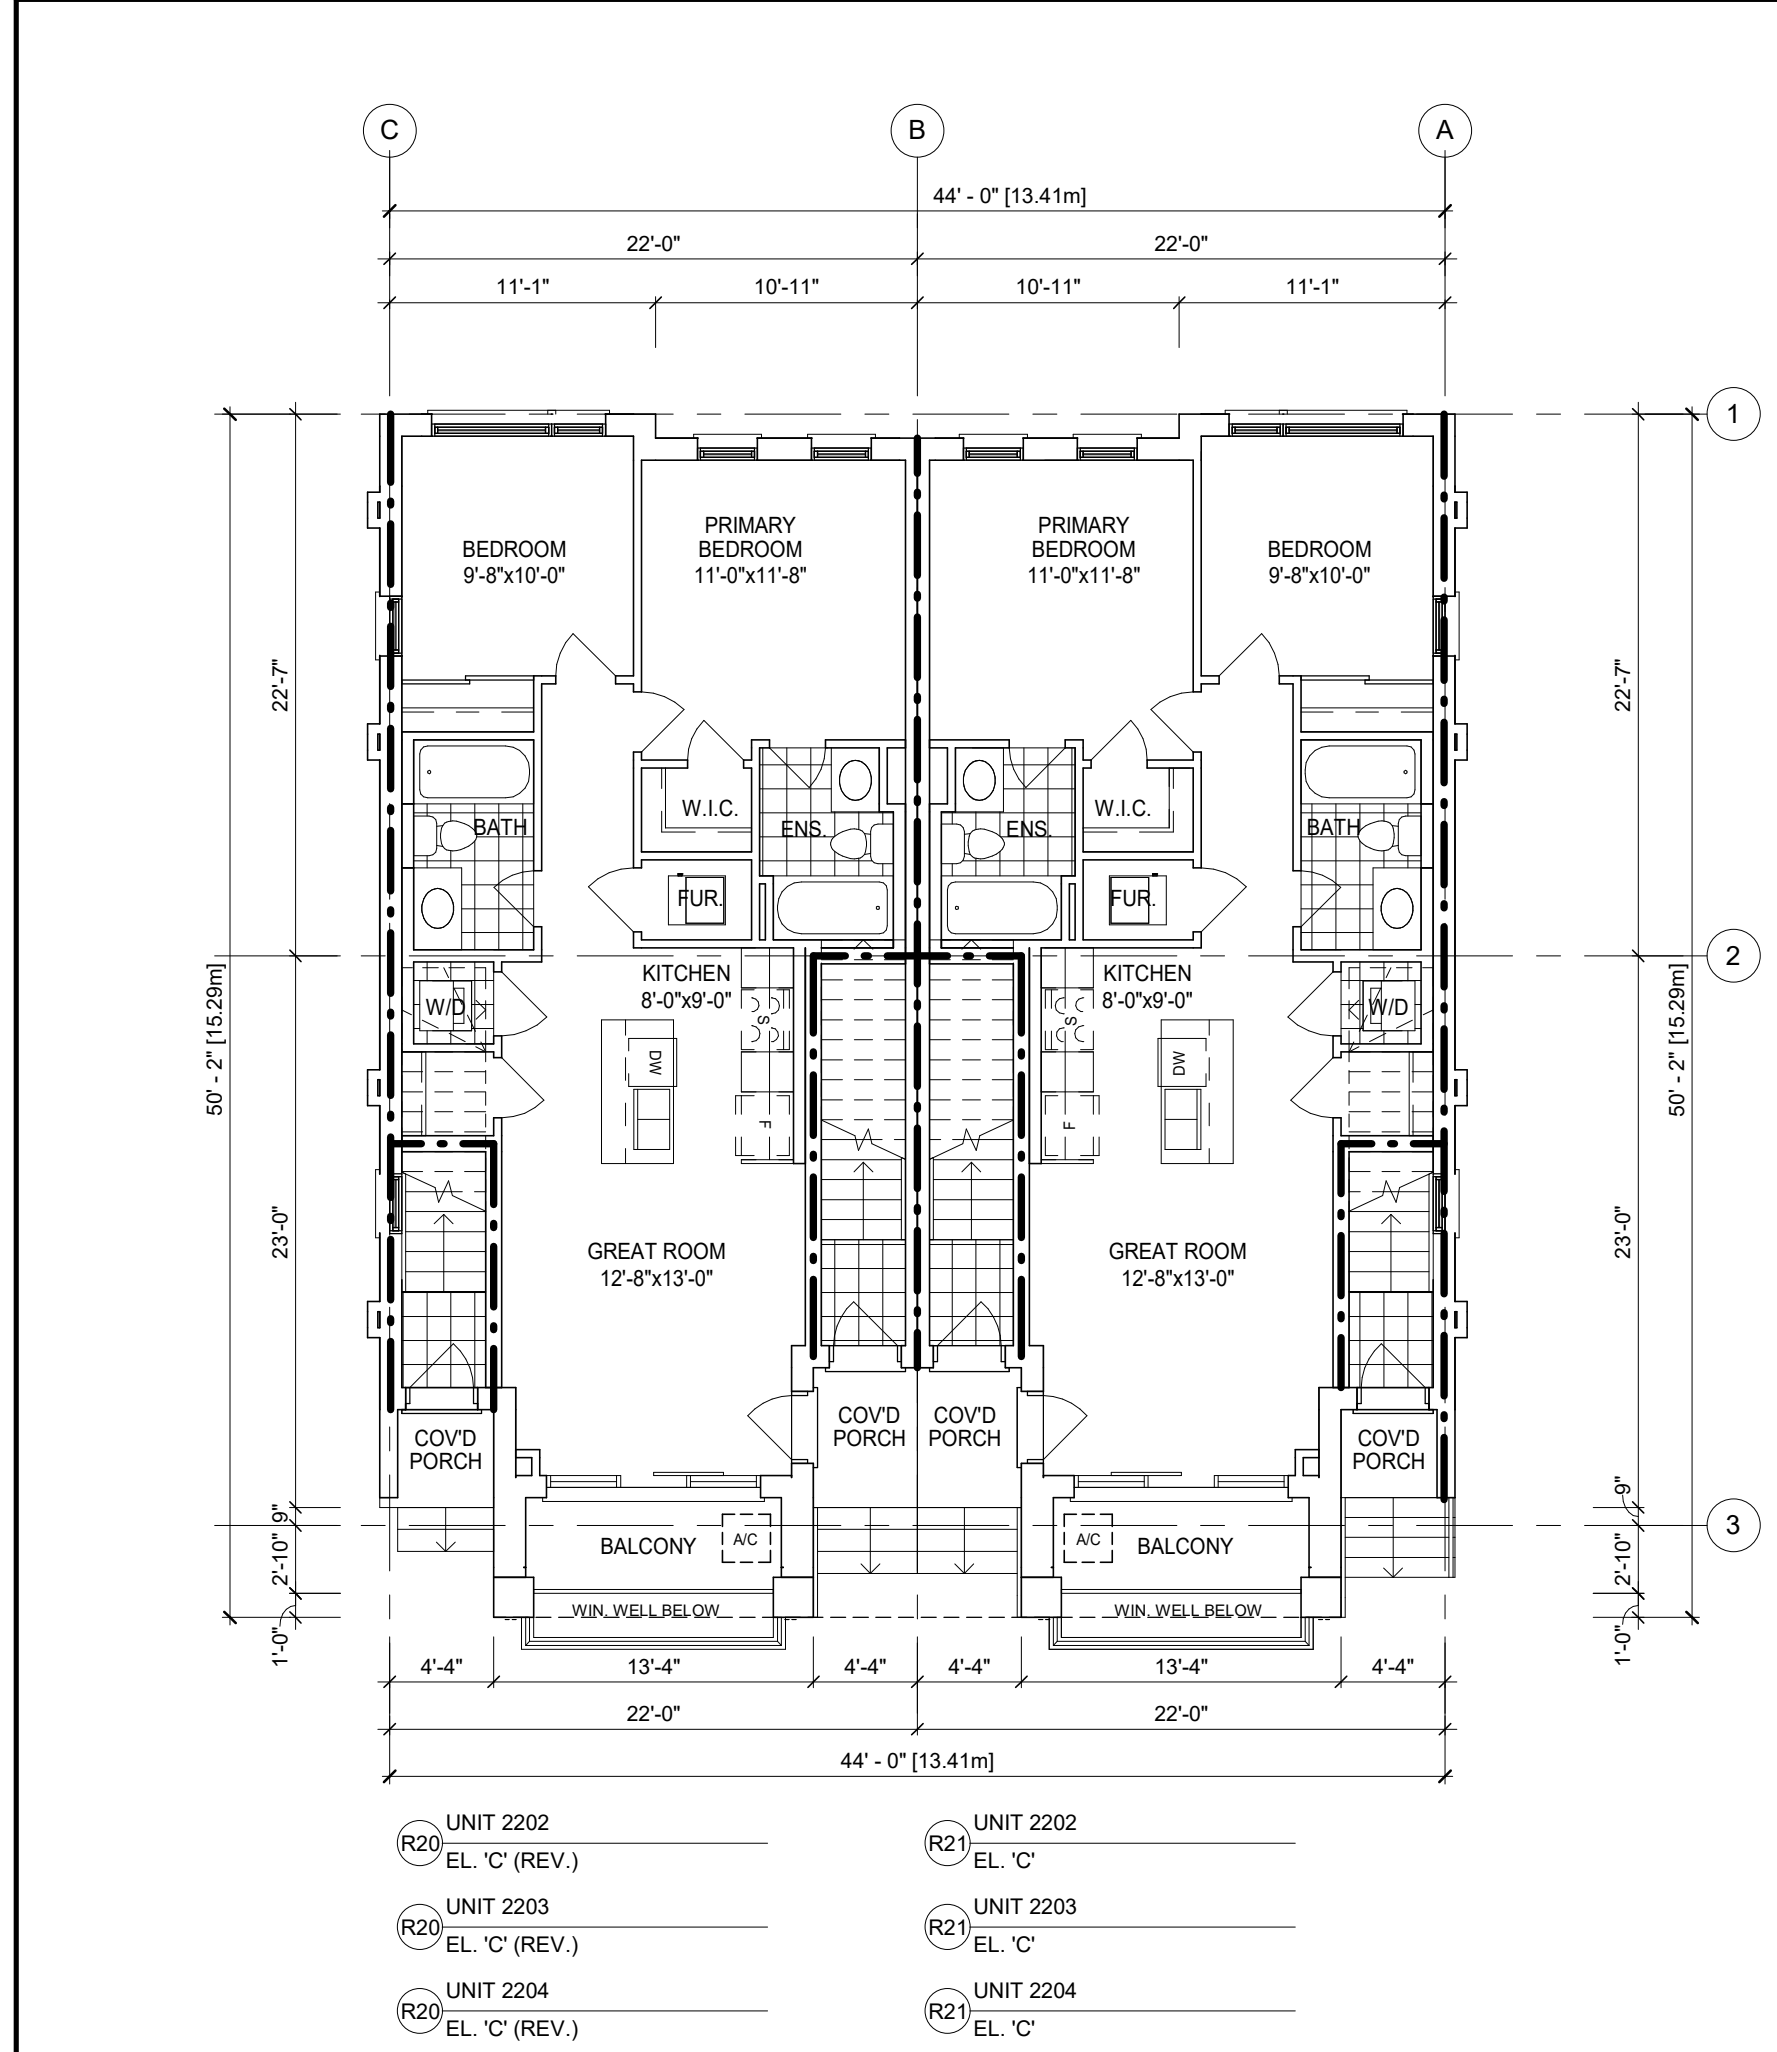 C B A
44' - 0" [13.41m]
22'-0" 22'-0"
11'-1" 10'-11" 10'-11" 11'-1"
1
PRIMARY BEDROOM 11'-0"x11'-8"
PRIMARY BEDROOM 11'-0"x11'-8"
BEDROOM 9'-8"x10'-0"
BEDROOM 9'-8"x10'-0"
22'-7" 22'-7"
W.I.C. W.I.C.
BATH ENS. ENS. BATH
FUR. FUR.
2
KITCHEN 8'-0"x9'-0"
KITCHEN 8'-0"x9'-0"
W/D W/D
S S
50' - 2" [15.29m] 50' - 2" [15.29m]
DW DW
F F
23'-0" 23'-0"
GREAT ROOM 12'-8"x13'-0"
GREAT ROOM 12'-8"x13'-0"
COV'D PORCH
COV'D PORCH
COV'D PORCH
COV'D PORCH
9" 9"
3
BALCONY A/C A/C BALCONY
2'-10" 2'-10"
WIN. WELL BELOW WIN. WELL BELOW
1'-0" 1'-0"
4'-4" 13'-4" 4'-4" 4'-4" 13'-4" 4'-4"
22'-0" 22'-0"
44' - 0" [13.41m]
R20 UNIT 2202
EL. 'C' (REV.)
R21 UNIT 2202
EL. 'C'
R20 UNIT 2203
EL. 'C' (REV.)
R21 UNIT 2203
EL. 'C'
R20 UNIT 2204
EL. 'C' (REV.)
R21 UNIT 2204
EL. 'C'